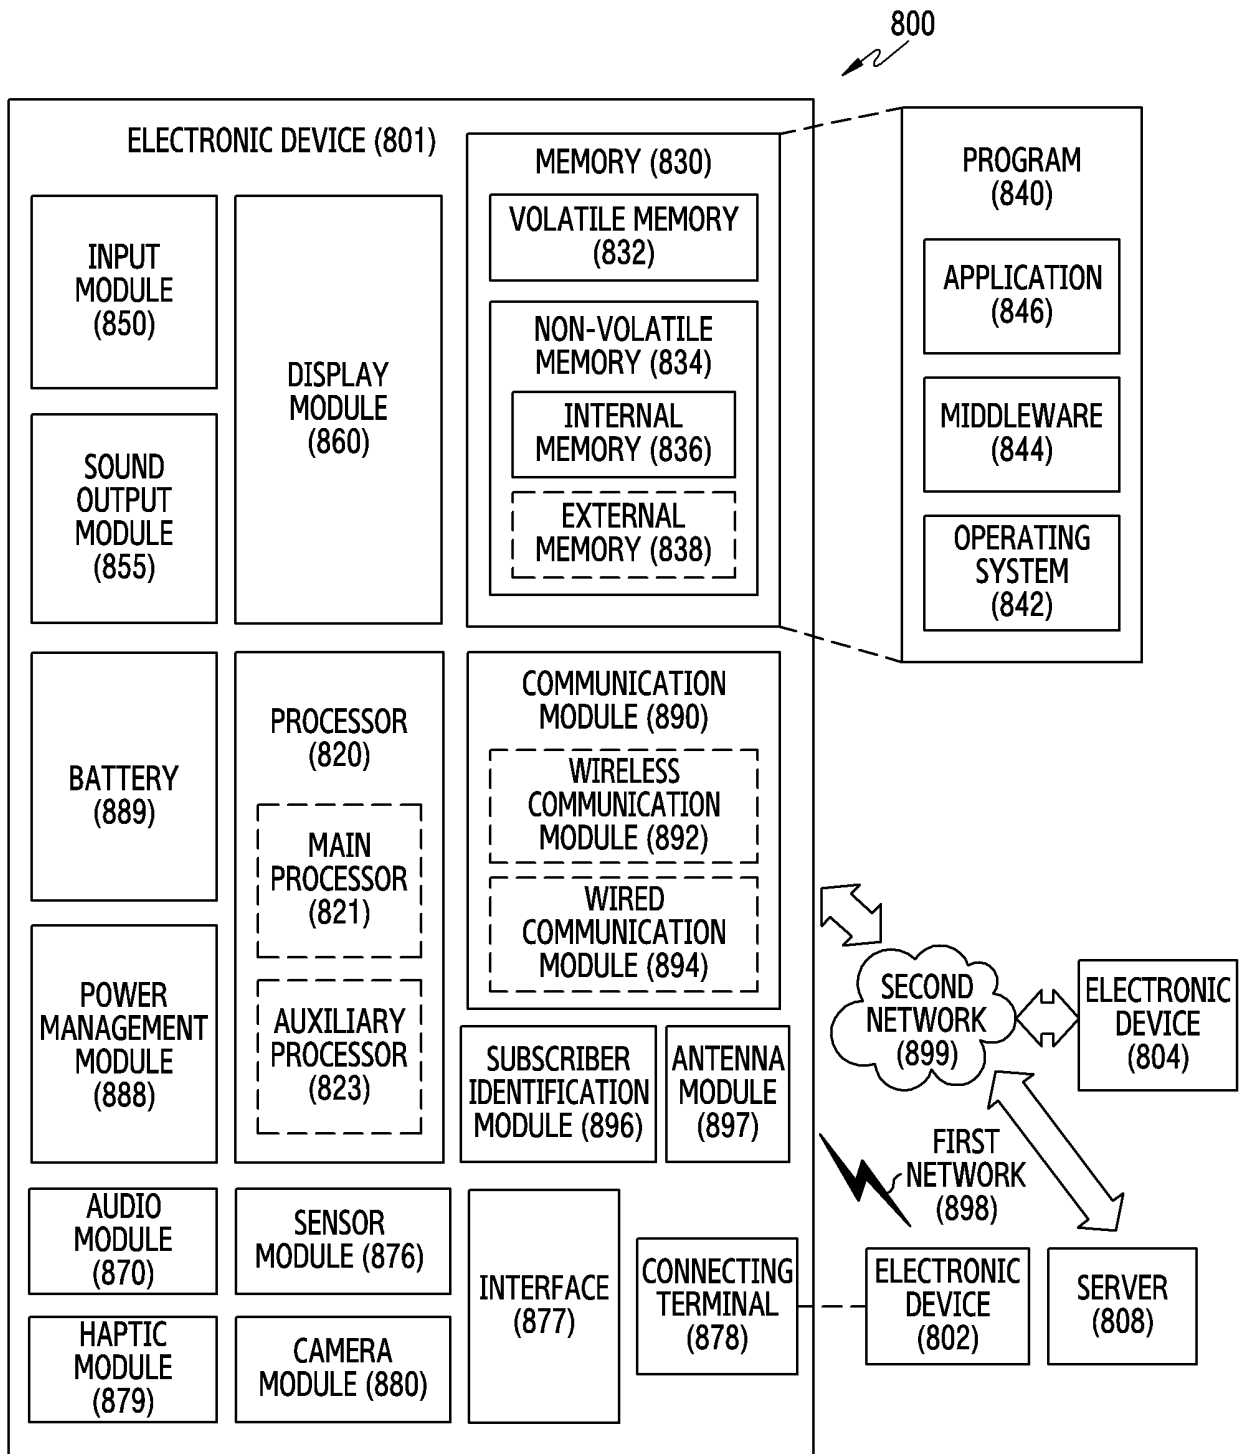 800
ELECTRONIC DEVICE (801)
INPUT
MODULE
(850)
SOUND
OUTPUT
MODULE
(855)
DISPLAY
MODULE
(860)
MEMORY (830)
VOLATILE MEMORY
(832)
NON-VOLATILE
MEMORY (834)
INTERNAL
MEMORY (836)
EXTERNAL
MEMORY (838)
PROGRAM
(840)
APPLICATION
(846)
MIDDLEWARE
(844)
OPERATING
SYSTEM
(842)
BATTERY
(889)
POWER
MANAGEMENT
MODULE
(888)
PROCESSOR
(820)
MAIN
PROCESSOR
(821)
AUXILIARY
PROCESSOR
(823)
COMMUNICATION
MODULE (890)
WIRELESS
COMMUNICATION
MODULE (892)
WIRED
COMMUNICATION
MODULE (894)
SUBSCRIBER
IDENTIFICATION
MODULE (896)
ANTENNA
MODULE
(897)
SECOND
NETWORK
(899)
ELECTRONIC
DEVICE
(804)
FIRST
NETWORK
(898)
AUDIO
MODULE
(870)
SENSOR
MODULE (876)
HAPTIC
MODULE
(879)
CAMERA
MODULE (880)
INTERFACE
(877)
CONNECTING
TERMINAL
(878)
ELECTRONIC
DEVICE
(802)
SERVER
(808)